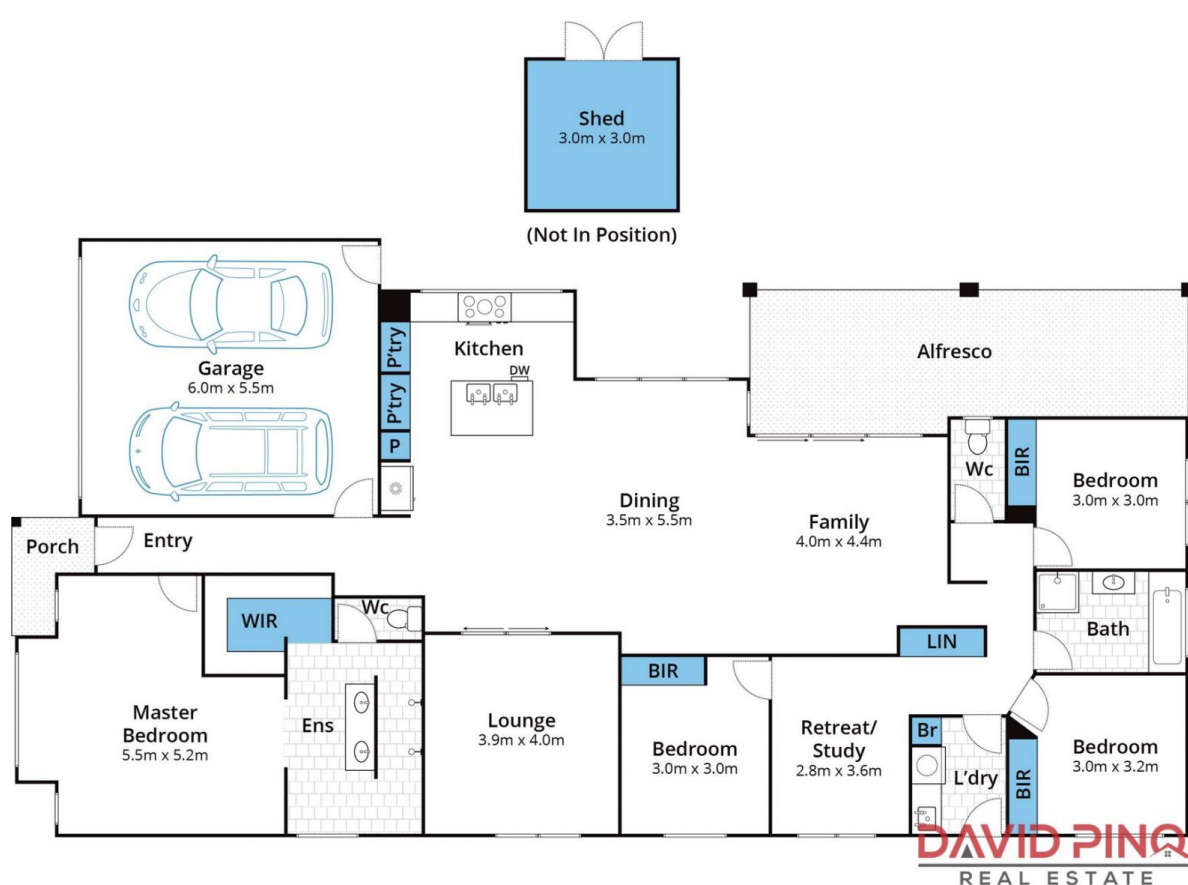 Shed
3.0m x 3.0m
(Not In Position)
Garage
6.0m x 5.5m
Kitchen
DW
P'try
P'try
P
Alfresco
Dining
3.5m x 5.5m
Family
4.0m x 4.4m
Wc
BIR
Bedroom
3.0m x 3.0m
Porch
Entry
WIR
Wc
Bath
LIN
Master
Bedroom
5.5m x 5.2m
Ens
Lounge
3.9m x 4.0m
BIR
Bedroom
3.0m x 3.0m
Retreat/
Study
2.8m x 3.6m
Br
L'dry
BIR
Bedroom
3.0m x 3.2m
DAVID PINQ
REAL ESTATE